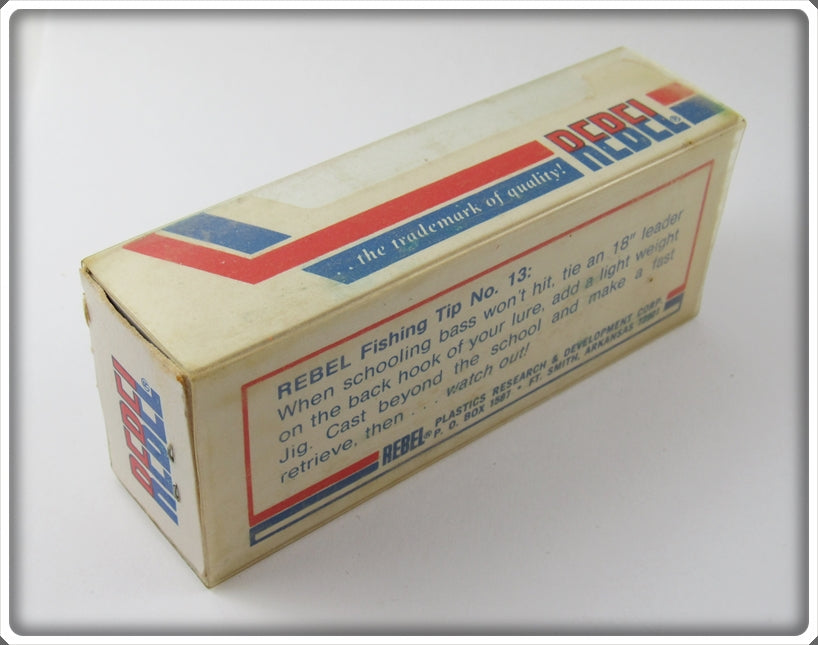 REBEL®
... the trademark of quality!
REBEL Fishing Tip No. 13:
When schooling bass won't hit, tie an 18" leader
on the back hook of your lure, add a light weight
Jig. Cast beyond the school and make a fast
retrieve, then ... watch out!
REBEL® PLASTICS RESEARCH & DEVELOPMENT CORP.
P. O. BOX 1587 • FT. SMITH, ARKANSAS
REBEL®